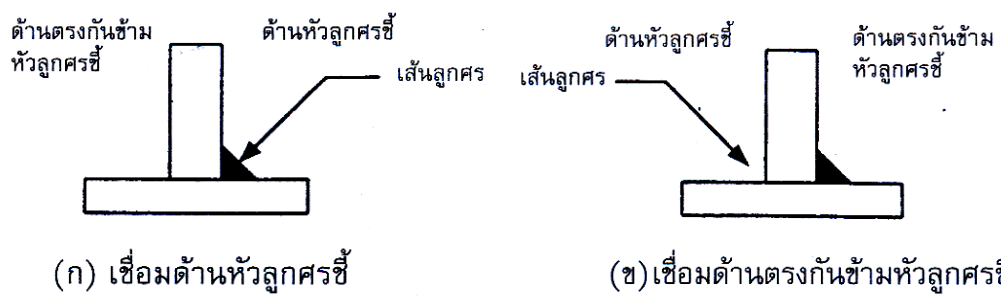 ด้านตรงกันข้าม
หัวลูกศรชี้
ด้านหัวลูกศรชี้
เส้นลูกศร
(ก) เชื่อมด้านหัวลูกศรชี้
ด้านหัวลูกศรชี้
เส้นลูกศร
ด้านตรงกันข้าม
หัวลูกศรชี้
(ข) เชื่อมด้านตรงกันข้ามหัวลูกศรชี้